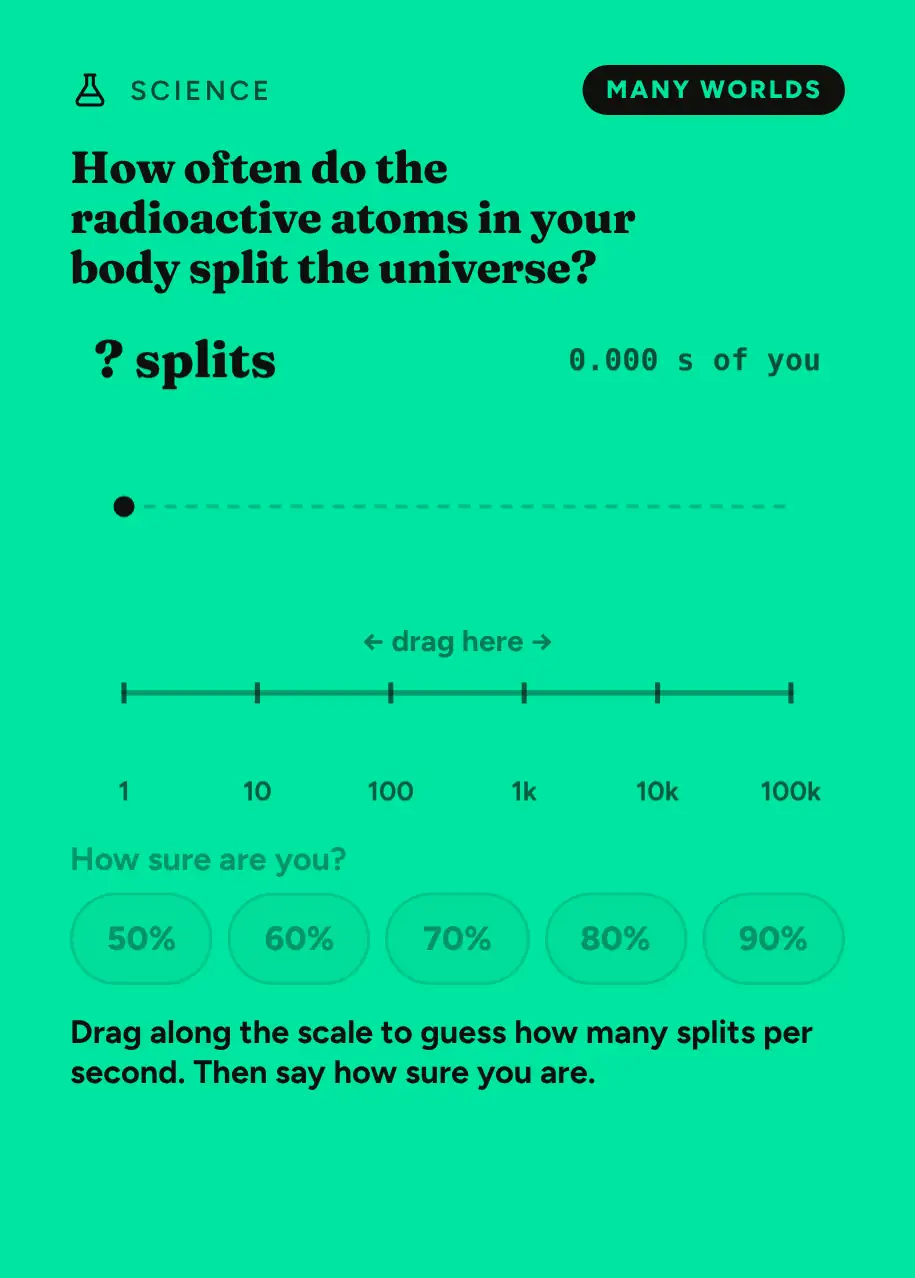 SCIENCE
MANY WORLDS
How often do the
radioactive atoms in your
body split the universe?
? splits
0.000 s of you
← drag here →
1 10 100 1k 10k 100k
How sure are you?
50% 60% 70% 80% 90%
Drag along the scale to guess how many splits per
second. Then say how sure you are.